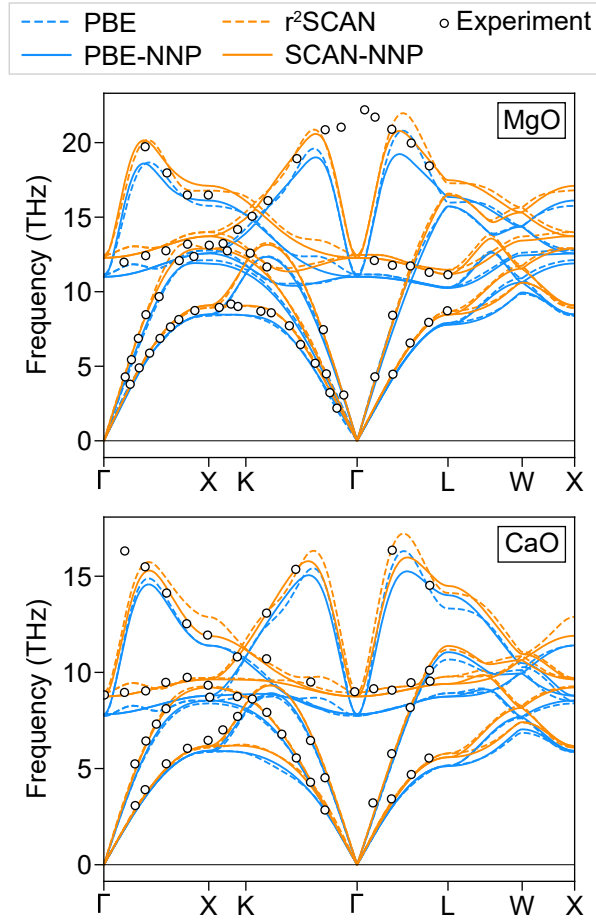 PBE
r²SCAN
Experiment
PBE-NNP
SCAN-NNP
MgO
20
15
10
5
0
Frequency (THz)
Γ X K Γ L W X
CaO
15
10
5
0
Frequency (THz)
Γ X K Γ L W X